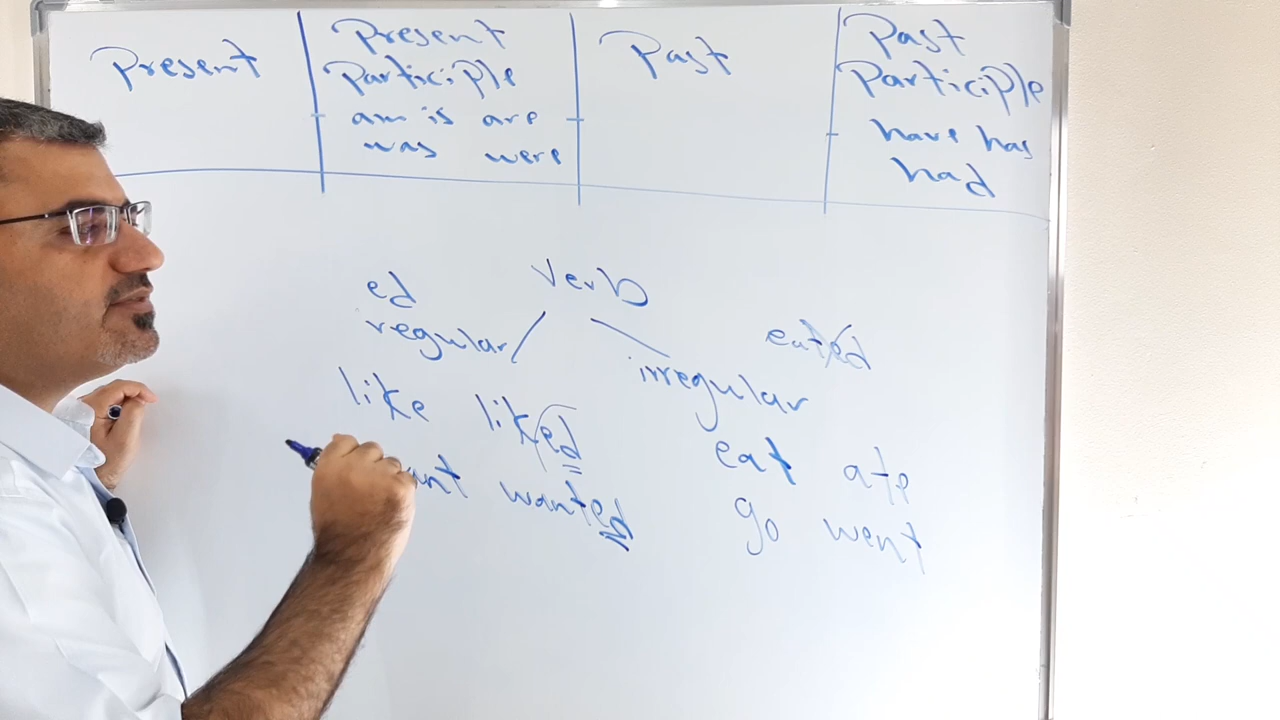 Present
Present
Participle
am is are
was were
Past
Past
Participle
have has
had
verb
ed
regular
irregular
eated
like liked
wanted
eat ate
go went